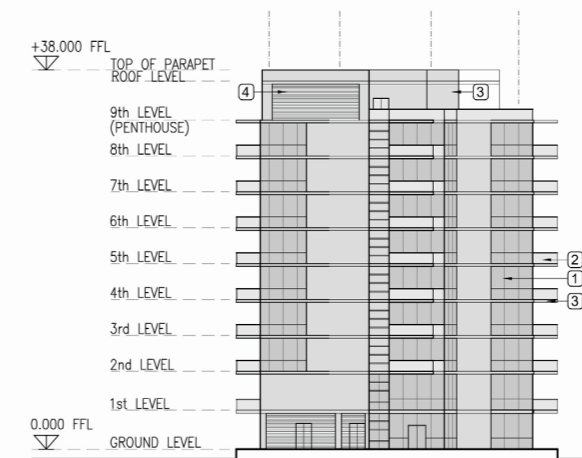 +38.000 FFL
TOP OF PARAPET
ROOF LEVEL
4
3
9th LEVEL
(PENTHOUSE)
8th LEVEL
7th LEVEL
6th LEVEL
5th LEVEL
2
1
4th LEVEL
3
3rd LEVEL
2nd LEVEL
1st LEVEL
0.000 FFL
GROUND LEVEL